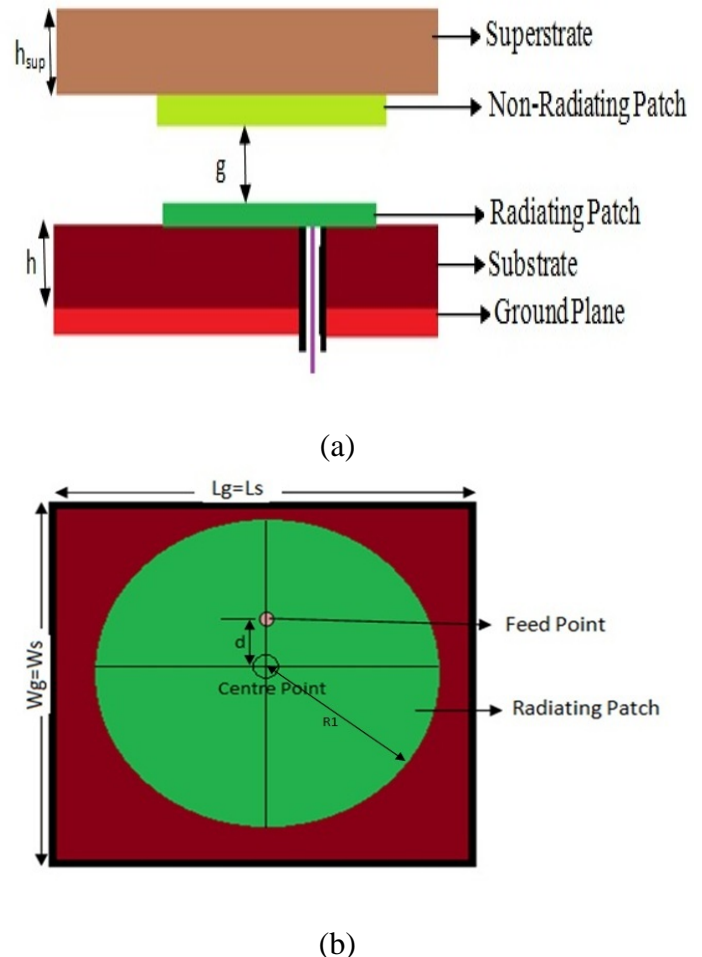 Superstrate
h_sup
Non-Radiating Patch
g
Radiating Patch
h
Substrate
Ground Plane
(a)
Lg=Ls
Wg=Ws
d
Feed Point
Centre Point
R1
Radiating Patch
(b)